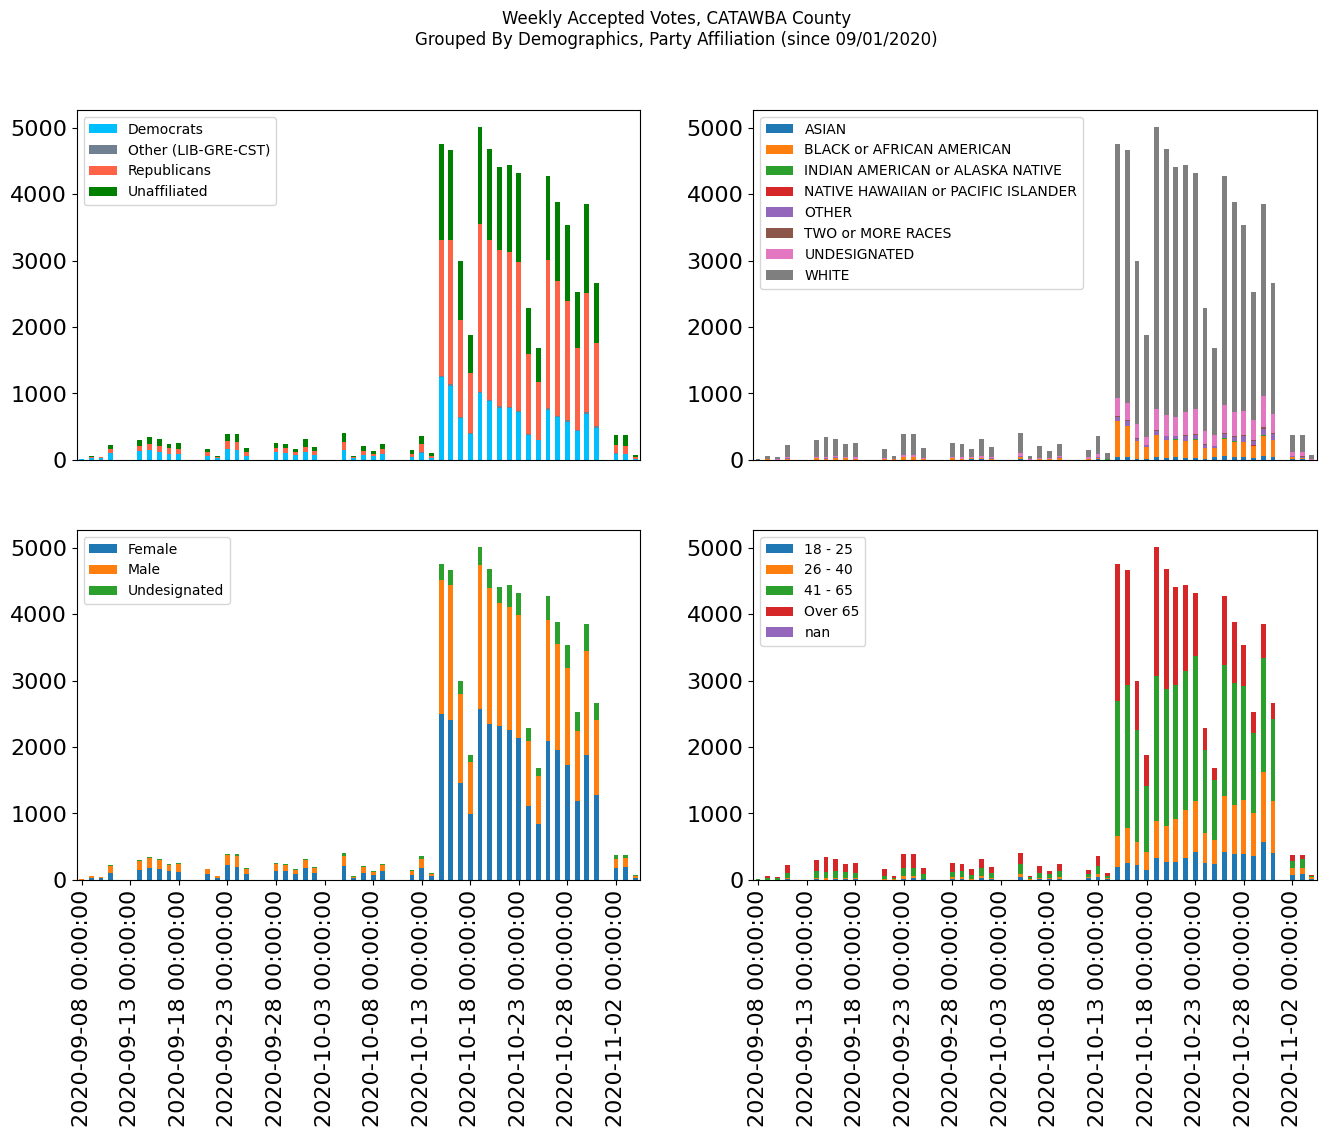 Weekly Accepted Votes, CATAWBA County
Grouped By Demographics, Party Affiliation (since 09/01/2020)
5000
4000
3000
2000
1000
0
Democrats
Other (LIB-GRE-CST)
Republicans
Unaffiliated
5000
4000
3000
2000
1000
0
ASIAN
BLACK or AFRICAN AMERICAN
INDIAN AMERICAN or ALASKA NATIVE
NATIVE HAWAIIAN or PACIFIC ISLANDER
OTHER
TWO or MORE RACES
UNDESIGNATED
WHITE
5000
4000
3000
2000
1000
0
Female
Male
Undesignated
2020-09-08 00:00:00
2020-09-13 00:00:00
2020-09-18 00:00:00
2020-09-23 00:00:00
2020-09-28 00:00:00
2020-10-03 00:00:00
2020-10-08 00:00:00
2020-10-13 00:00:00
2020-10-18 00:00:00
2020-10-23 00:00:00
2020-10-28 00:00:00
2020-11-02 00:00:00
5000
4000
3000
2000
1000
0
18 - 25
26 - 40
41 - 65
Over 65
nan
2020-09-08 00:00:00
2020-09-13 00:00:00
2020-09-18 00:00:00
2020-09-23 00:00:00
2020-09-28 00:00:00
2020-10-03 00:00:00
2020-10-08 00:00:00
2020-10-13 00:00:00
2020-10-18 00:00:00
2020-10-23 00:00:00
2020-10-28 00:00:00
2020-11-02 00:00:00